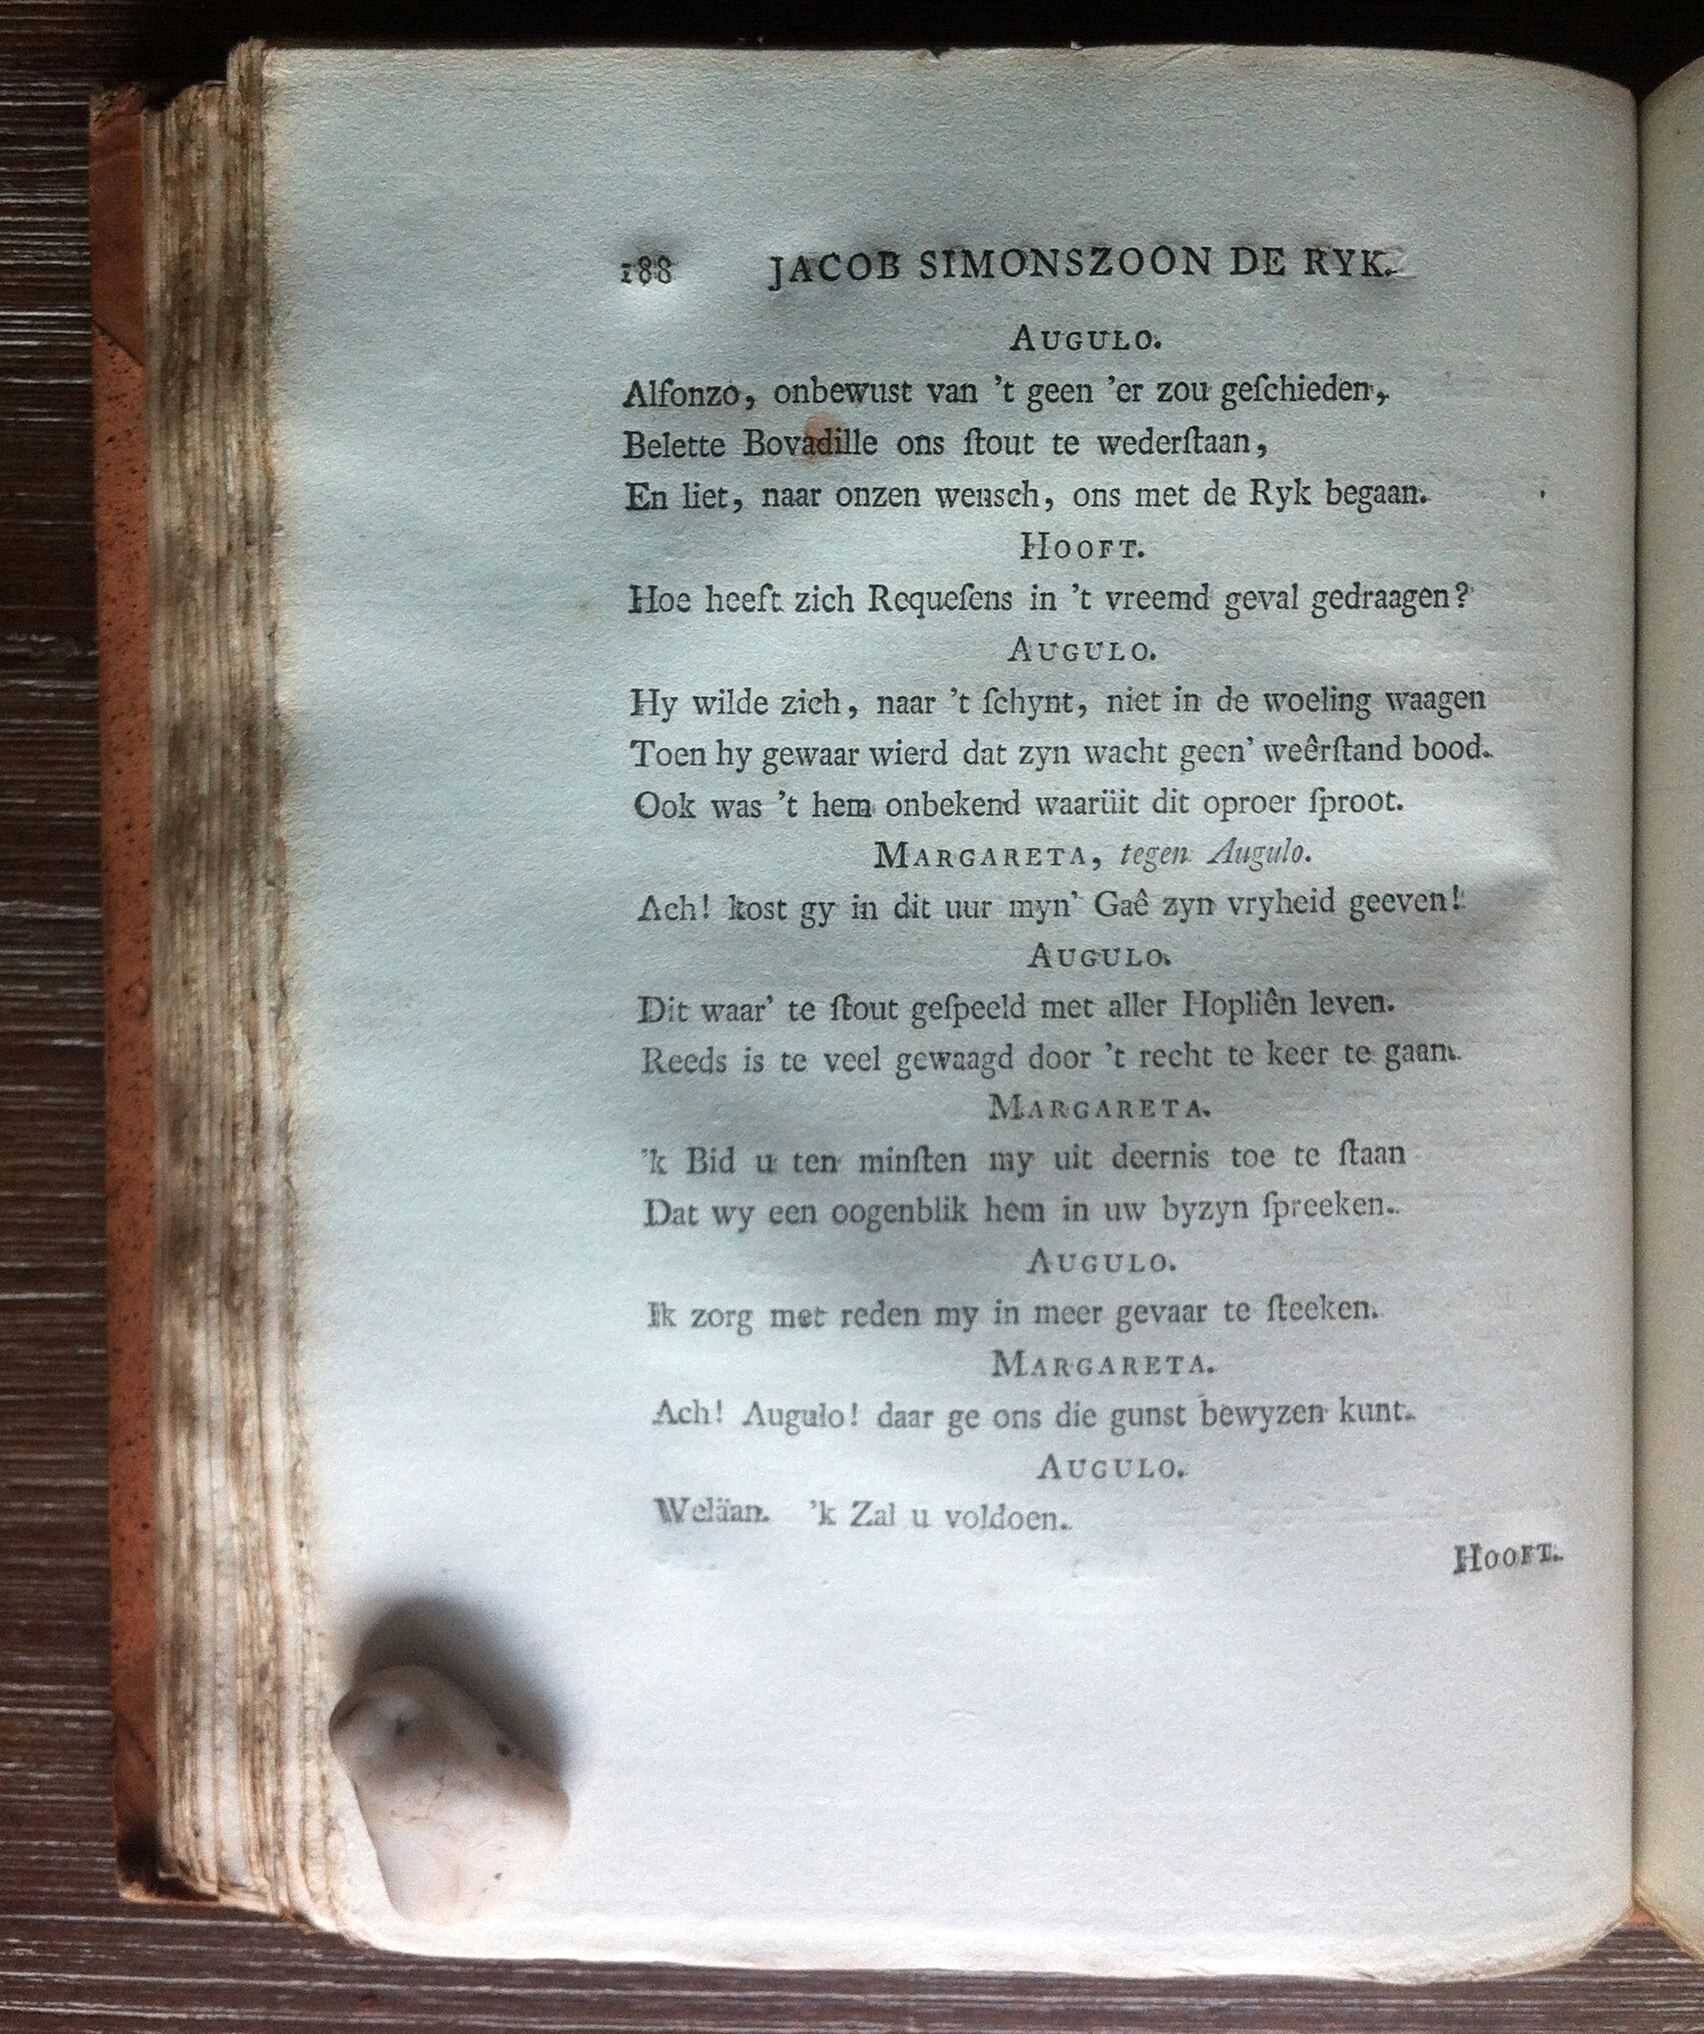 188 JACOB SIMONSZOON DE RYK.
AUGULO.
Alfonzo, onbewust van 't geen 'er zou geſchieden,
Belette Bovadille ons ſtout te wederſtaan,
En liet, naar onzen wensch, ons met de Ryk begaan.
HOOFT.
Hoe heeft zich Requeſens in 't vreemd geval gedraagen?
AUGULO.
Hy wilde zich, naar 't ſchynt, niet in de woeling waagen
Toen hy gewaar wierd dat zyn wacht geen' weêrſtand bood.
Ook was 't hem onbekend waarüit dit oproer ſproot.
MARGARETA, tegen Augulo.
Ach! kost gy in dit uur myn' Gaê zyn vryheid geeven!
AUGULO.
Dit waar' te ſtout geſpeeld met aller Hopliên leven.
Reeds is te veel gewaagd door 't recht te keer te gaan.
MARGARETA.
'k Bid u ten minſten my uit deernis toe te ſtaan
Dat wy een oogenblik hem in uw byzyn ſpreeken.
AUGULO.
Ik zorg met reden my in meer gevaar te ſteeken.
MARGARETA.
Ach! Augulo! daar ge ons die gunst bewyzen kunt.
AUGULO.
Weläan. 'k Zal u voldoen.
HOOFT.